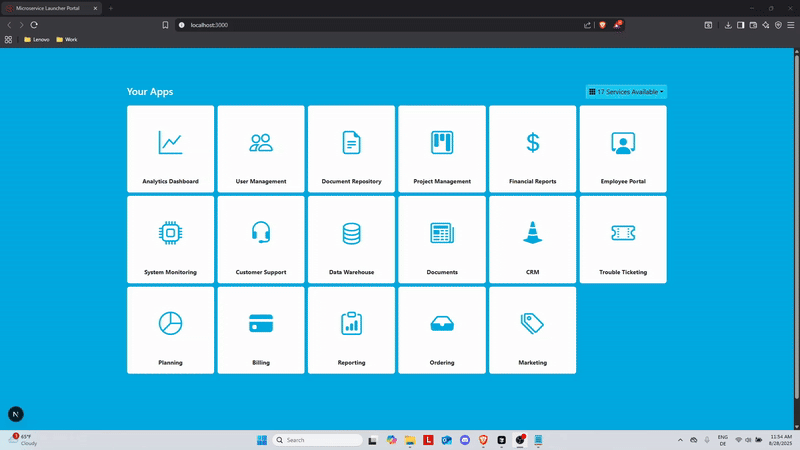 Microservice Launcher Portal
localhost:3000
Lenovo
Work
Your Apps
17 Services Available
Analytics Dashboard
User Management
Document Repository
Project Management
Financial Reports
Employee Portal
System Monitoring
Customer Support
Data Warehouse
Documents
CRM
Trouble Ticketing
Planning
Billing
Reporting
Ordering
Marketing
N
65°F
Cloudy
Search
L
ENG
DE
11:54 AM
6/28/2025